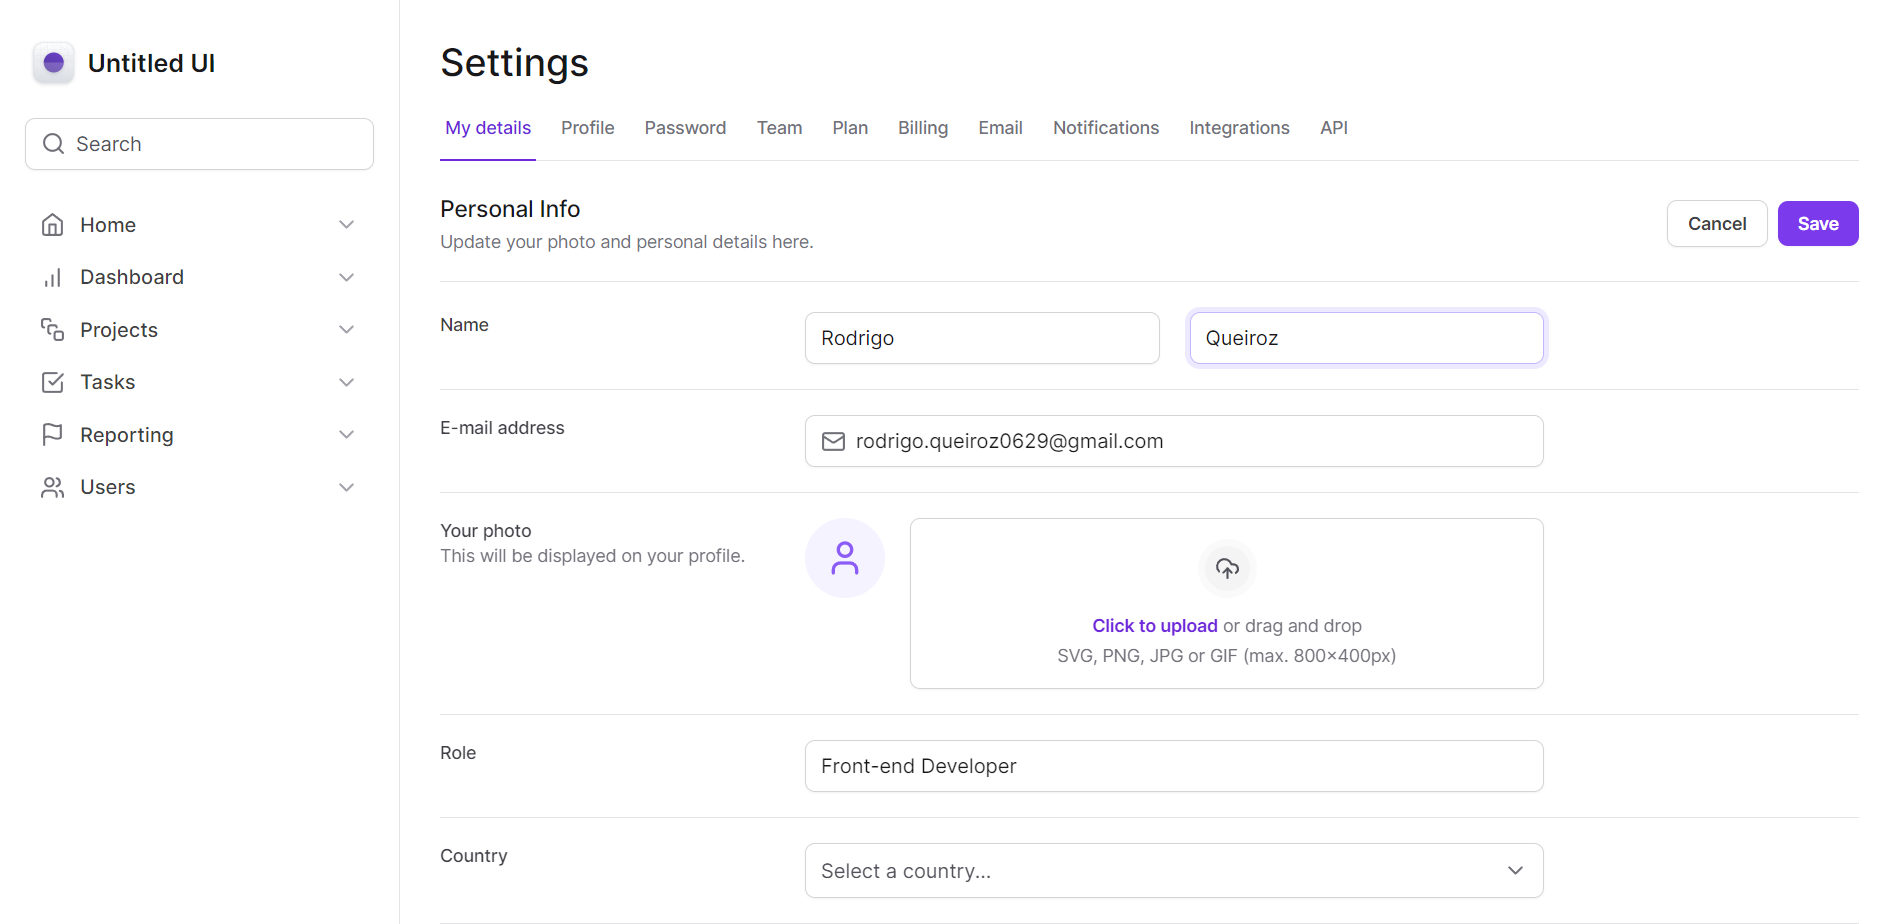 Untitled UI
Search
Home
Dashboard
Projects
Tasks
Reporting
Users
Settings
My details Profile Password Team Plan Billing Email Notifications Integrations API
Personal Info
Update your photo and personal details here.
Cancel Save
Name
Rodrigo Queiroz
E-mail address
rodrigo.queiroz0629@gmail.com
Your photo
This will be displayed on your profile.
Click to upload or drag and drop
SVG, PNG, JPG or GIF (max. 800×400px)
Role
Front-end Developer
Country
Select a country...